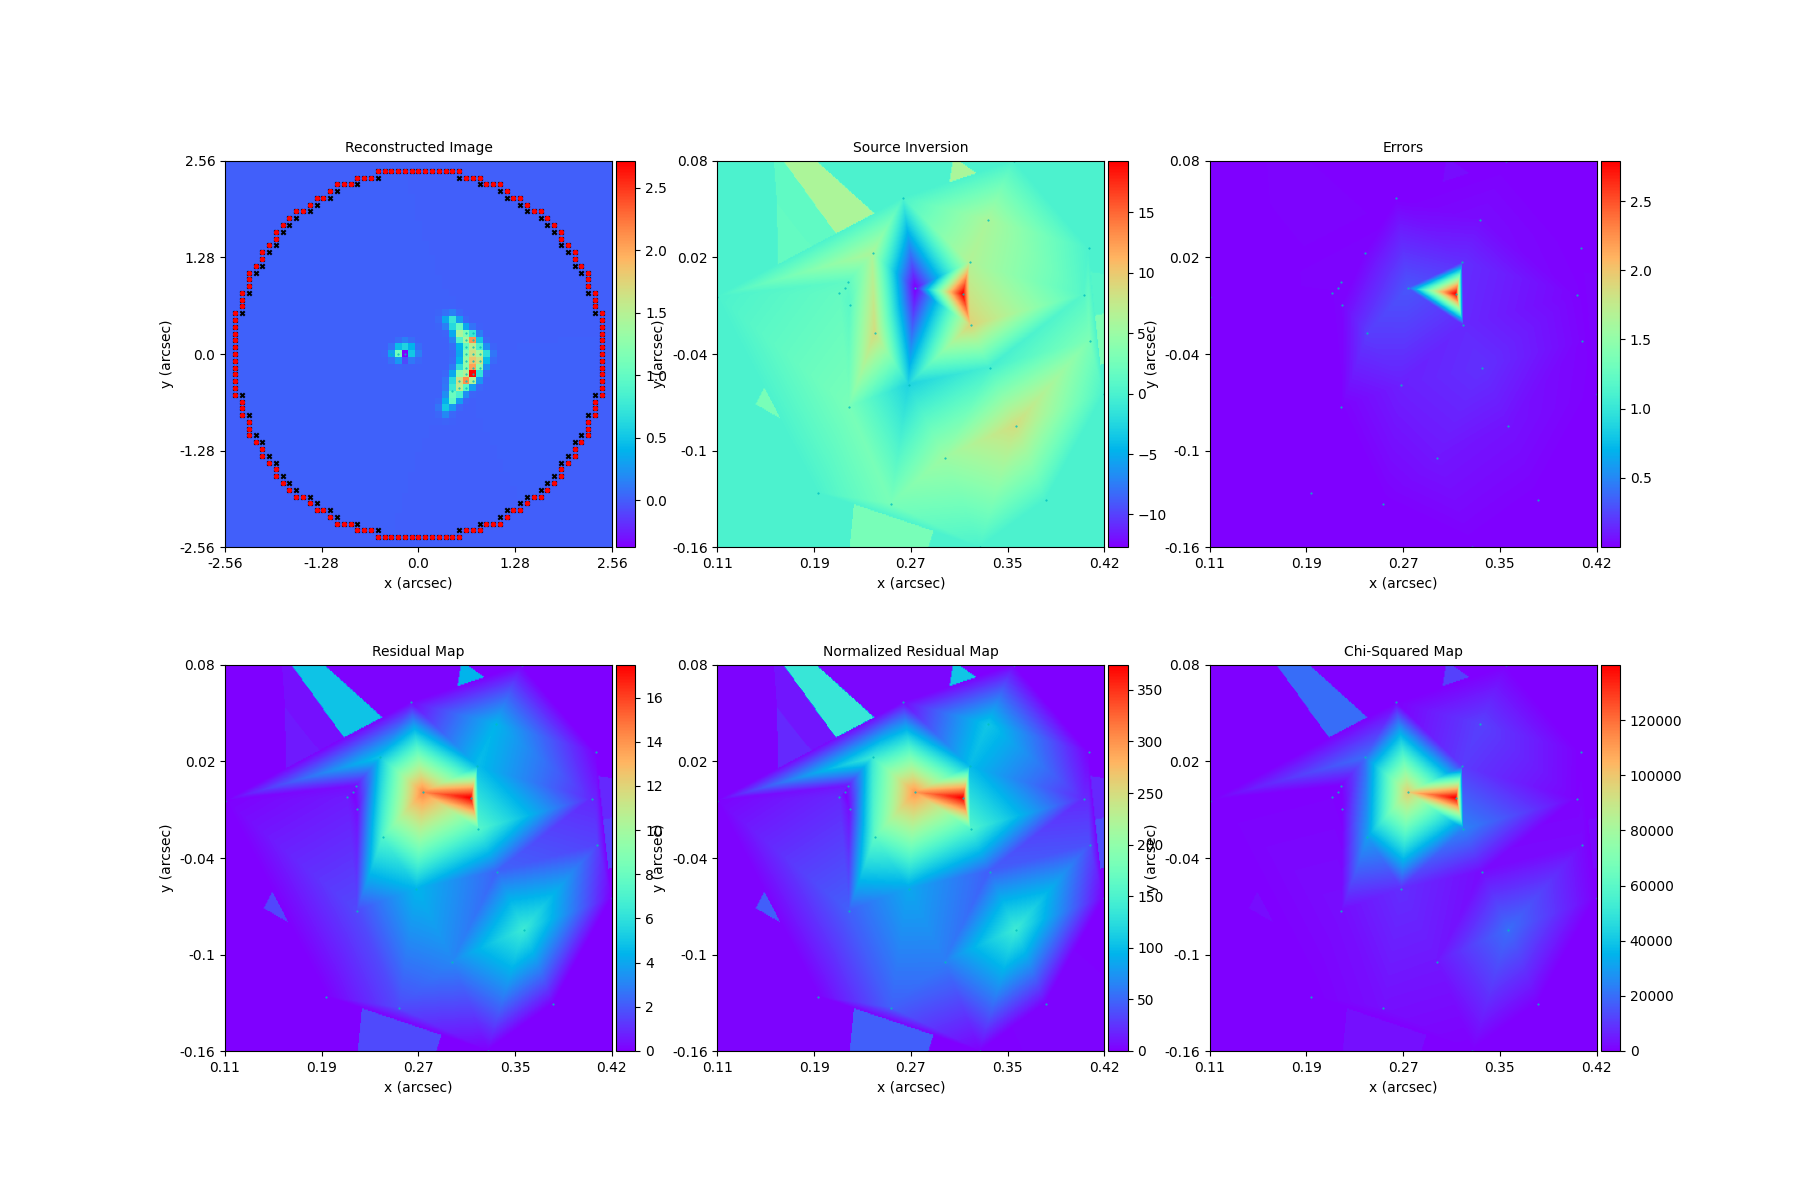 Reconstructed Image
2.56
1.28
0.0
-1.28
-2.56
y (arcsec)
-2.56 -1.28 0.0 1.28 2.56
x (arcsec)
2.5
2.0
1.5
1.0
0.5
0.0
Source Inversion
0.08
0.02
-0.04
-0.1
-0.16
y (arcsec)
0.11 0.19 0.27 0.35 0.42
x (arcsec)
15
10
5
0
−5
−10
Errors
0.08
0.02
-0.04
-0.1
-0.16
y (arcsec)
0.11 0.19 0.27 0.35 0.42
x (arcsec)
2.5
2.0
1.5
1.0
0.5
Residual Map
0.08
0.02
-0.04
-0.1
-0.16
y (arcsec)
0.11 0.19 0.27 0.35 0.42
x (arcsec)
16
14
12
10
8
6
4
2
0
Normalized Residual Map
0.08
0.02
-0.04
-0.1
-0.16
y (arcsec)
0.11 0.19 0.27 0.35 0.42
x (arcsec)
350
300
250
200
150
100
50
0
Chi-Squared Map
0.08
0.02
-0.04
-0.1
-0.16
y (arcsec)
0.11 0.19 0.27 0.35 0.42
x (arcsec)
120000
100000
80000
60000
40000
20000
0